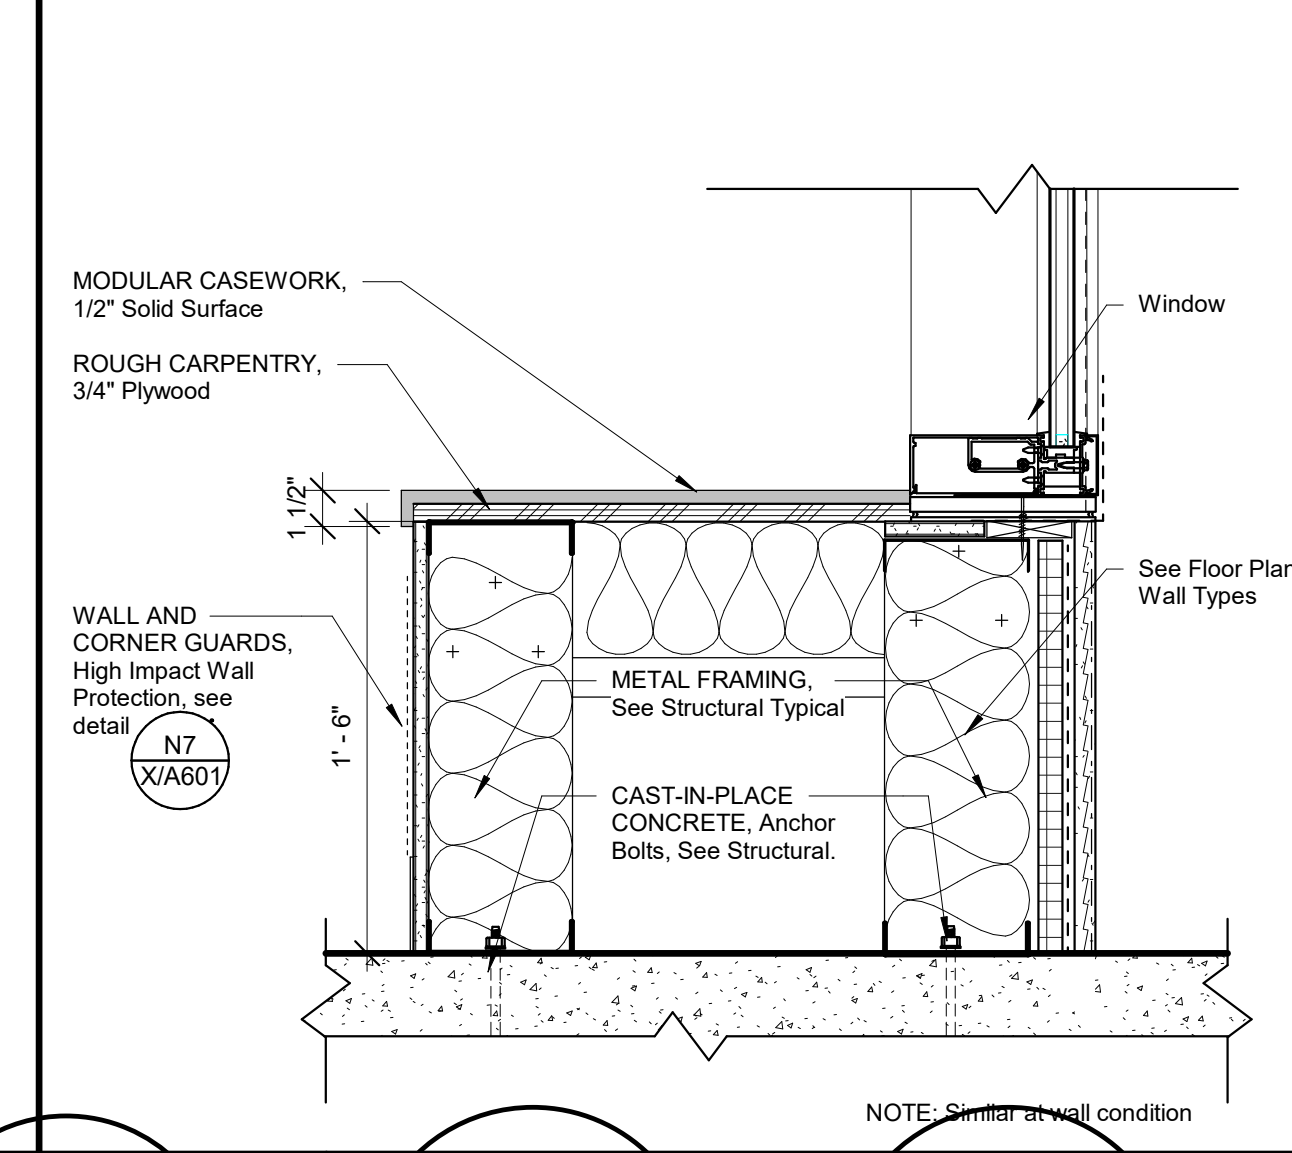 MODULAR CASEWORK,
1/2" Solid Surface
ROUGH CARPENTRY,
3/4" Plywood
Window
1 1/2"
See Floor Plan
Wall Types
WALL AND
CORNER GUARDS,
High Impact Wall
Protection, see
detail
N7
X/A601
1' - 6"
METAL FRAMING,
See Structural Typical
CAST-IN-PLACE
CONCRETE, Anchor
Bolts, See Structural.
NOTE: Similar at wall condition